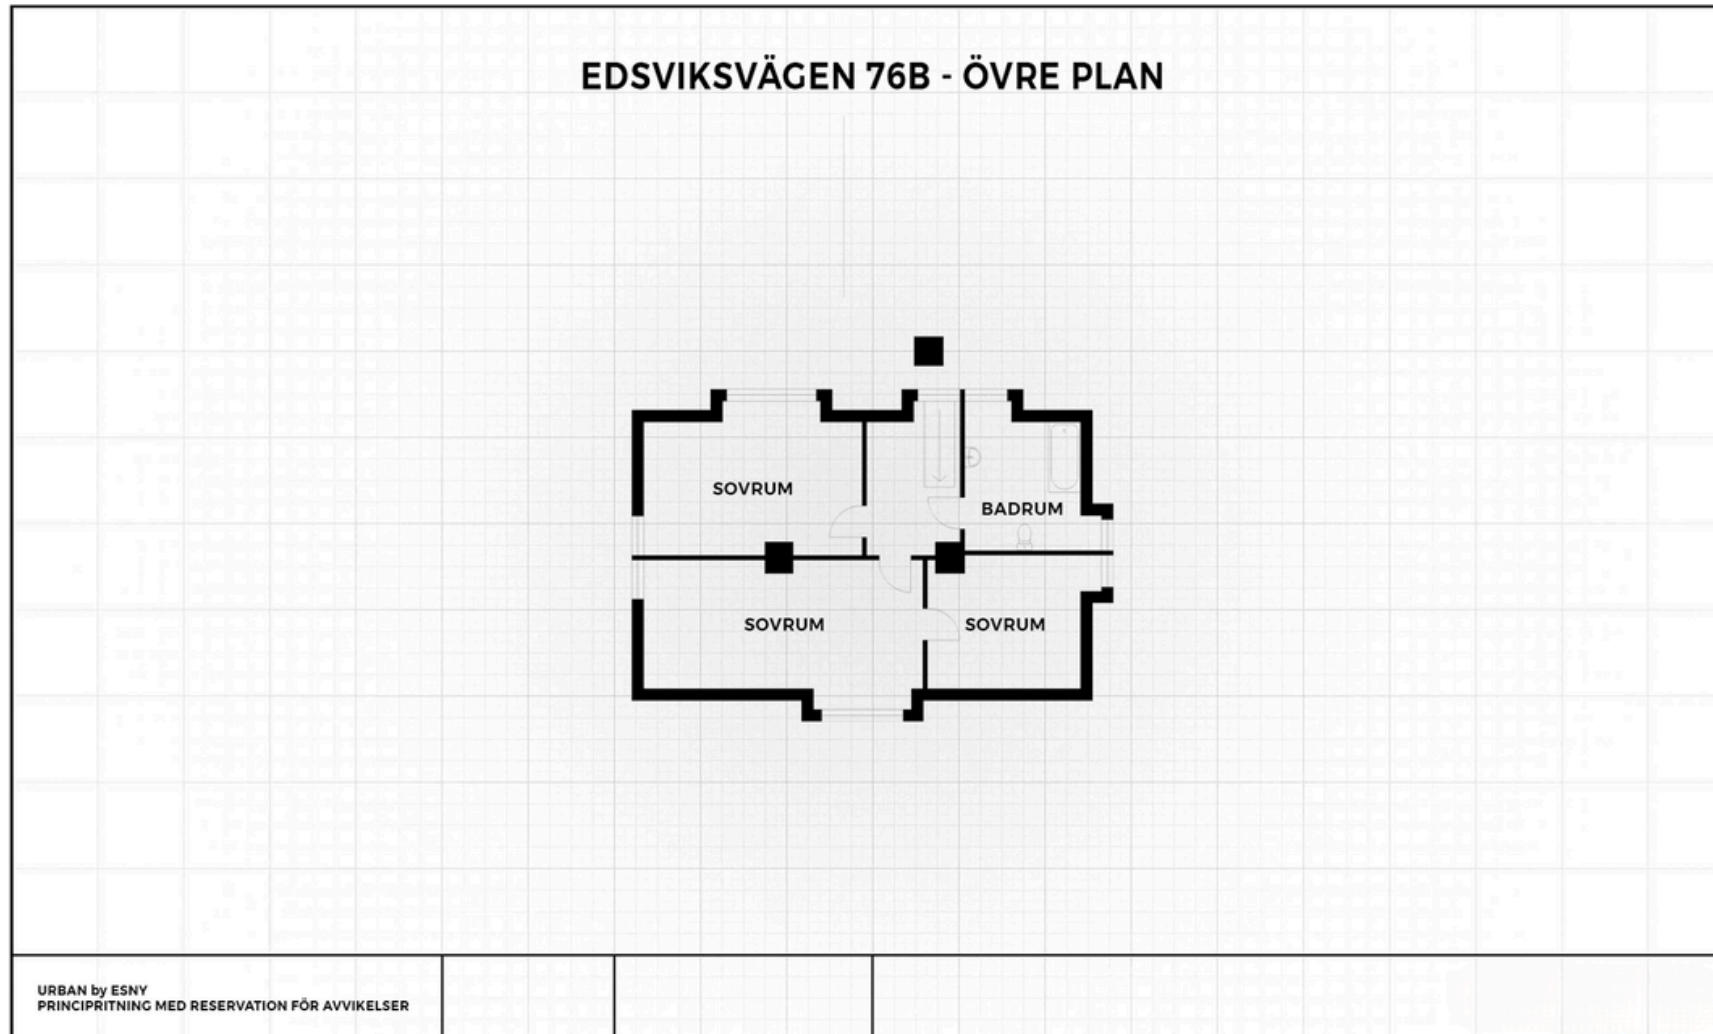 EDSVIKSVÄGEN 76B - ÖVRE PLAN
SOVRUM
BADRUM
SOVRUM
SOVRUM
URBAN by ESNY
PRINCIPRITNING MED RESERVATION FÖR AVVIKELSER